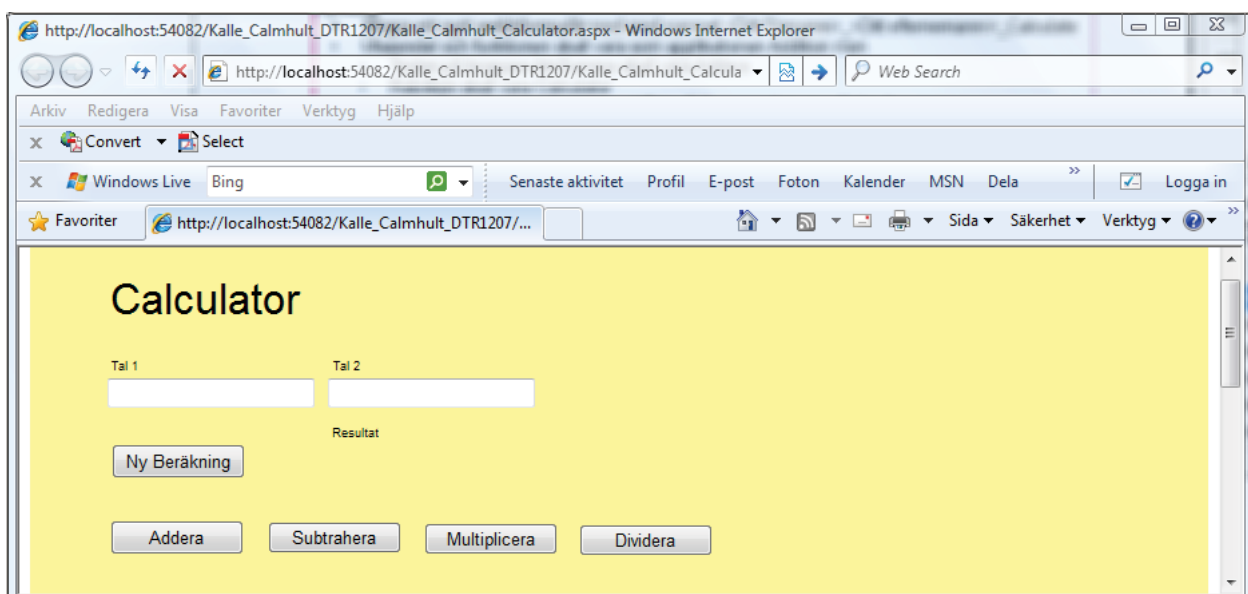 http://localhost:54082/Kalle_Calmhult_DTR1207/Kalle_Calmhult_Calculator.aspx - Windows Internet Explorer
http://localhost:54082/Kalle_Calmhult_DTR1207/Kalle_Calmhult_Calcula Web Search
Arkiv Redigera Visa Favoriter Verktyg Hjälp
x Convert Select
x Windows Live Bing Senaste aktivitet Profil E-post Foton Kalender MSN Dela >> Logga in
Favoriter http://localhost:54082/Kalle_Calmhult_DTR1207/... Sida Säkerhet Verktyg >>
Calculator
Tal 1 Tal 2
Resultat
Ny Beräkning
Addera Subtrahera Multiplicera Dividera